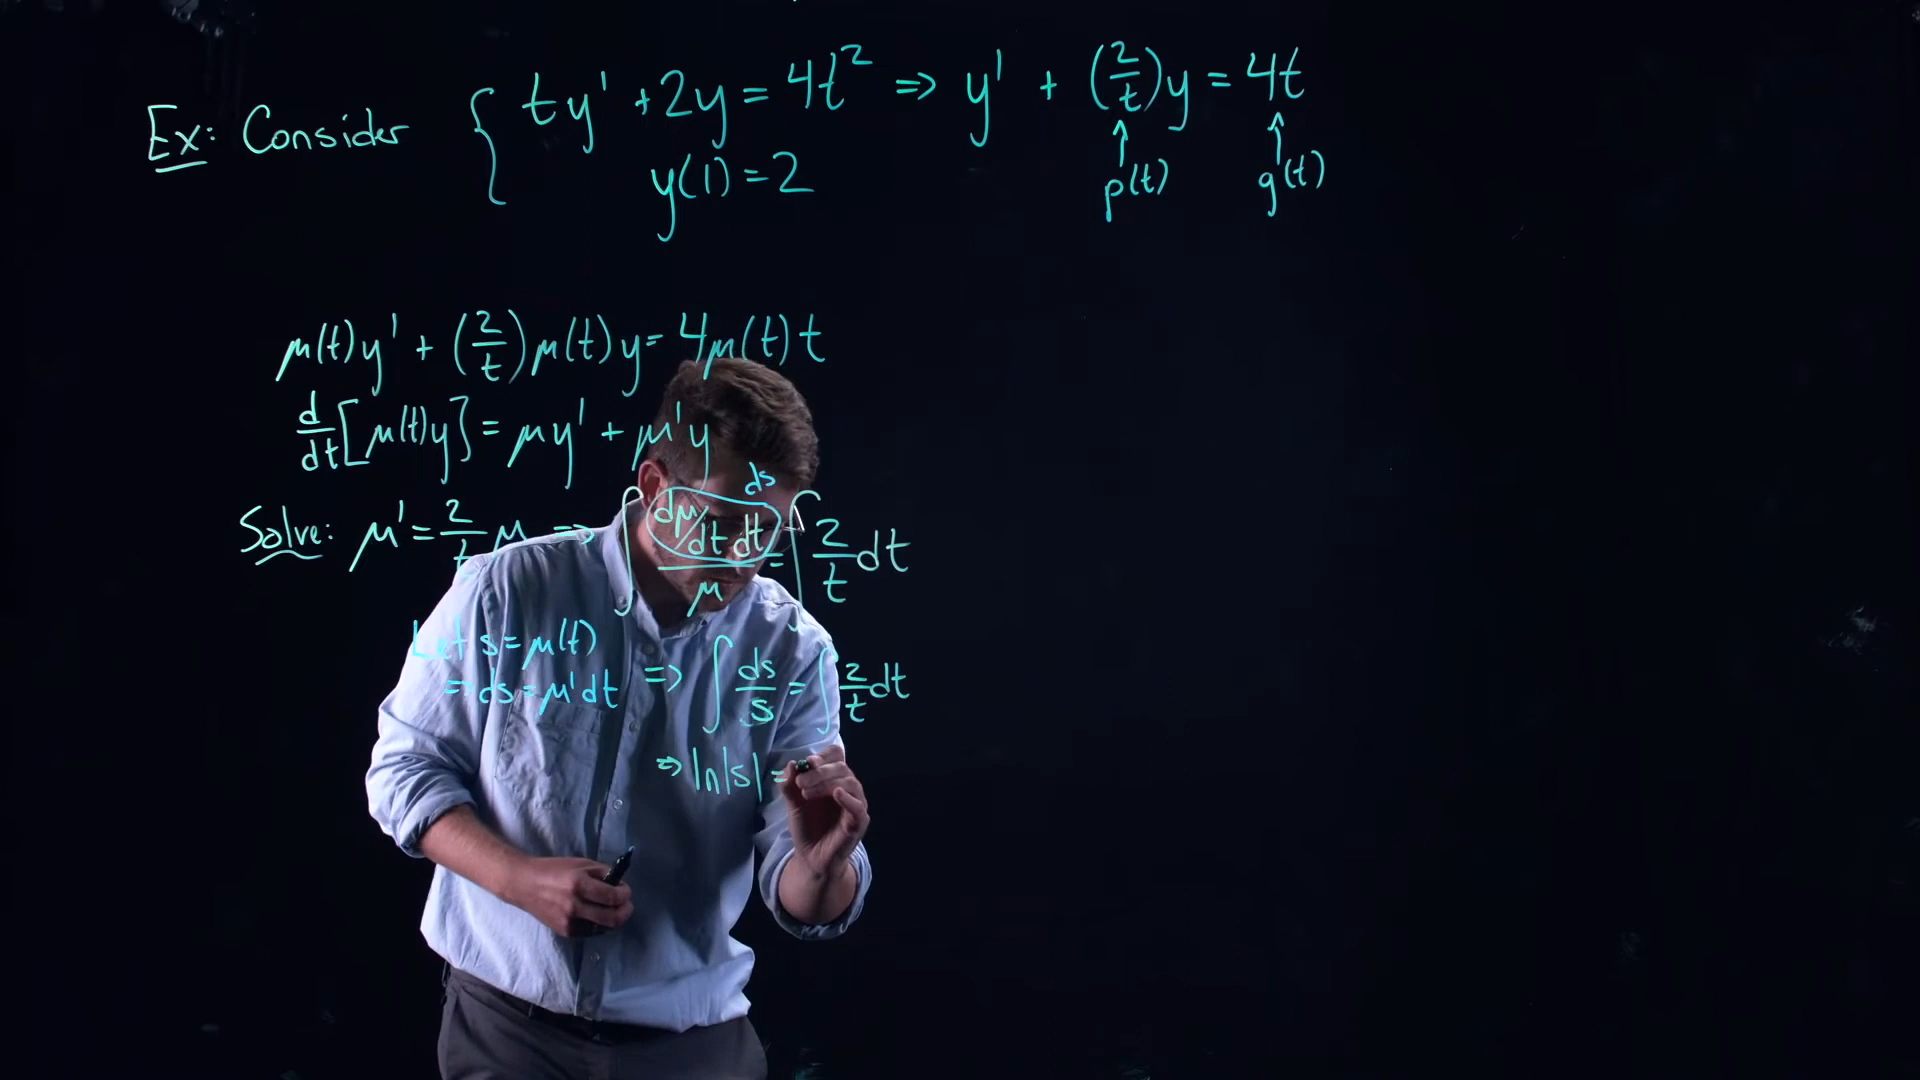 Ex: Consider { ty' + 2y = 4t² ⇒ y' + (2/t)y = 4t
y(1) = 2
↑ p(t) ↑ g(t)
μ(t)y' + (2/t)μ(t)y = 4μ(t)t
d/dt[μ(t)y] = μy' + μ'y
Solve: μ' = 2/t μ ⇒ ∫ (dμ/dt dt)/μ = ∫ 2/t dt
ds
Let s = μ(t)
⇒ ds = μ'dt ⇒ ∫ ds/s = ∫ 2/t dt
⇒ ln|s| =